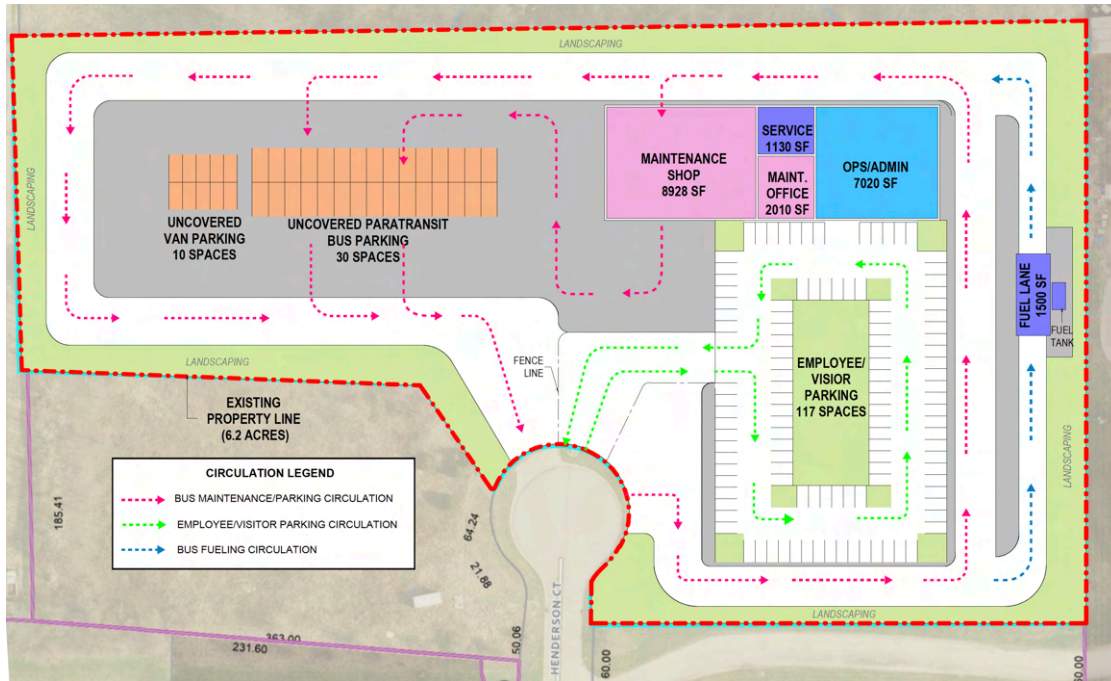 LANDSCAPING
LANDSCAPING
SERVICE
1130 SF
MAINTENANCE
SHOP
8928 SF
MAINT.
OFFICE
2010 SF
OPS/ADMIN
7020 SF
UNCOVERED
VAN PARKING
10 SPACES
UNCOVERED PARATRANSIT
BUS PARKING
30 SPACES
FUEL LANE
1500 SF
FUEL
TANK
LANDSCAPING
FENCE
LINE
EMPLOYEE/
VISIOR
PARKING
117 SPACES
EXISTING
PROPERTY LINE
(6.2 ACRES)
LANDSCAPING
CIRCULATION LEGEND
BUS MAINTENANCE/PARKING CIRCULATION
EMPLOYEE/VISITOR PARKING CIRCULATION
BUS FUELING CIRCULATION
185.41
64.24
21.88
LANDSCAPING
363.00
231.60
50.06
HENDERSON CT
60.00